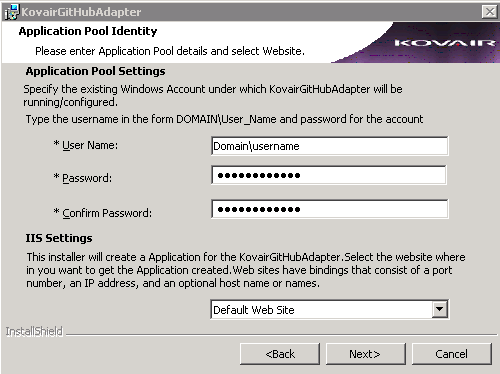 KovairGitHubAdapter
Application Pool Identity
Please enter Application Pool details and select Website.
KOVAIR
Application Pool Settings
Specify the existing Windows Account under which KovairGitHubAdapter will be
running/configured.
Type the username in the form DOMAIN\User_Name and password for the account
* User Name:
Domain\username
* Password:
●●●●●●●●●●●●
* Confirm Password:
●●●●●●●●●●●●
IIS Settings
This installer will create a Application for the KovairGitHubAdapter.Select the website where
in you want to get the Application created.Web sites have bindings that consist of a port
number, an IP address, and an optional host name or names.
Default Web Site
InstallShield
<Back
Next>
Cancel